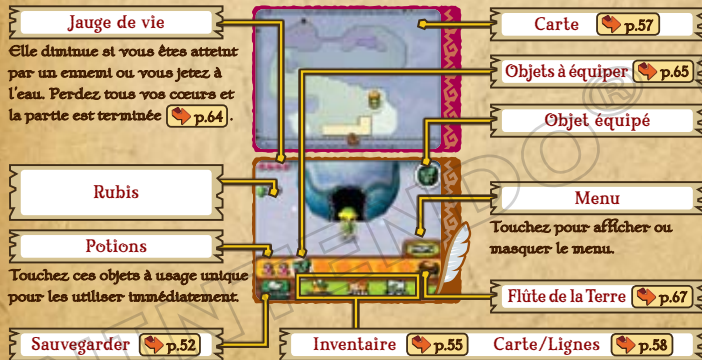 Jauge de vie
Elle diminue si vous êtes atteint
par un ennemi ou vous jetez à
l'eau. Perdez tous vos cœurs et
la partie est terminée p.64.
Rubis
Potions
Touchez ces objets à usage unique
pour les utiliser immédiatement.
Sauvegarder p.52
Carte p.57
Objets à équiper p.65
Objet équipé
Menu
Touchez pour afficher ou
masquer le menu.
Flûte de la Terre p.67
Inventaire p.55
Carte/Lignes p.58
NINTENDO®